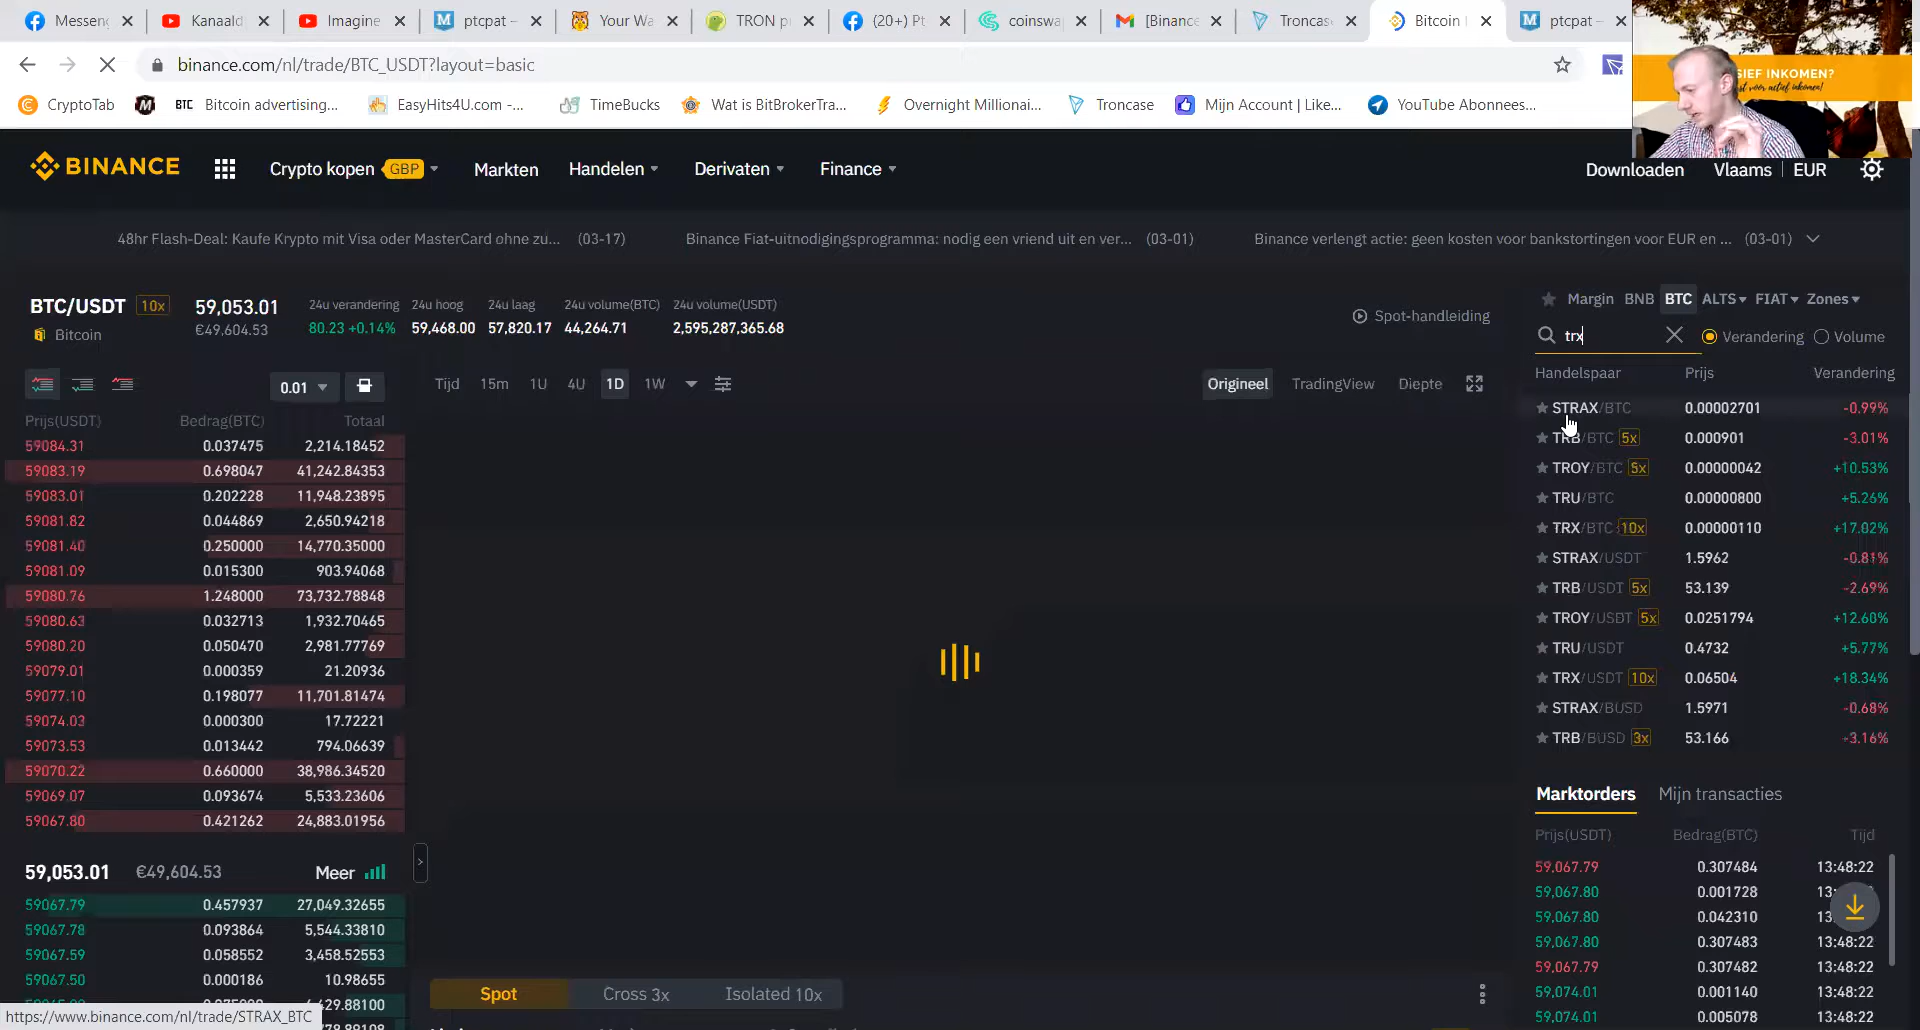 Messeng
Kanaald
Imagine
ptcpat –
Your Wa
TRON p
(20+) Pt
coinswa
[Binance
Troncas
Bitcoin
ptcpat –
binance.com/nl/trade/BTC_USDT?layout=basic
CryptoTab
BTC Bitcoin advertising...
EasyHits4U.com -...
TimeBucks
Wat is BitBrokerTra...
Overnight Millionai...
Troncase
Mijn Account | Like...
YouTube Abonnees...
SIEF INKOMEN?
st voor actief inkomen!
BINANCE
Crypto kopen GBP
Markten
Handelen
Derivaten
Finance
Downloaden
Vlaams
EUR
48hr Flash-Deal: Kaufe Krypto mit Visa oder MasterCard ohne zu... (03-17)
Binance Fiat-uitnodigingsprogramma: nodig een vriend uit en ver... (03-01)
Binance verlengt actie: geen kosten voor bankstortingen voor EUR en ... (03-01)
BTC/USDT 10x
Bitcoin
59,053.01
€49,604.53
24u verandering
80.23 +0.14%
24u hoog
59,468.00
24u laag
57,820.17
24u volume(BTC)
44,264.71
24u volume(USDT)
2,595,287,365.68
Spot-handleiding
0.01
Prijs(USDT) Bedrag(BTC) Totaal
59084.31 0.037475 2,214.18452
59083.19 0.698047 41,242.84353
59083.01 0.202228 11,948.23895
59081.82 0.044869 2,650.94218
59081.40 0.250000 14,770.35000
59081.09 0.015300 903.94068
59080.76 1.248000 73,732.78848
59080.63 0.032713 1,932.70465
59080.20 0.050470 2,981.77769
59079.01 0.000359 21.20936
59077.10 0.198077 11,701.81474
59074.03 0.000300 17.72221
59073.53 0.013442 794.06639
59070.22 0.660000 38,986.34520
59069.07 0.093674 5,533.23606
59067.80 0.421262 24,883.01956
59,053.01 €49,604.53 Meer
59067.79 0.457937 27,049.32655
59067.78 0.093864 5,544.33810
59067.59 0.058552 3,458.52553
59067.50 0.000186 10.98655
Tijd 15m 1U 4U 1D 1W
Origineel TradingView Diepte
Spot Cross 3x Isolated 10x
Margin BNB BTC ALTS FIAT Zones
trx
Verandering Volume
Handelspaar Prijs Verandering
STRAX/BTC 0.00002701 -0.99%
TRB/BTC 5x 0.000901 -3.01%
TROY/BTC 5x 0.00000042 +10.53%
TRU/BTC 0.00000800 +5.26%
TRX/BTC 10x 0.00000110 +17.02%
STRAX/USDT 1.5962 -0.81%
TRB/USDT 5x 53.139 -2.69%
TROY/USDT 5x 0.0251794 +12.60%
TRU/USDT 0.4732 +5.77%
TRX/USDT 10x 0.06504 +18.34%
STRAX/BUSD 1.5971 -0.68%
TRB/BUSD 3x 53.166 -3.16%
Marktorders Mijn transacties
Prijs(USDT) Bedrag(BTC) Tijd
59,067.79 0.307484 13:48:22
59,067.80 0.001728
59,067.80 0.042310
59,067.80 0.307483 13:48:22
59,067.79 0.307482 13:48:22
59,074.01 0.001140 13:48:22
59,074.01 0.005078 13:48:22
https://www.binance.com/nl/trade/STRAX_BTC